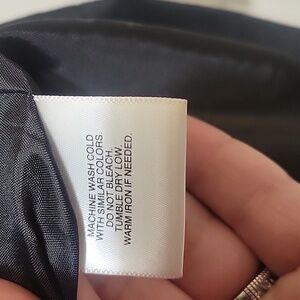 MACHINE WASH COLD
WITH SIMILAR COLORS.
DO NOT BLEACH.
TUMBLE DRY LOW.
WARM IRON IF NEEDED.